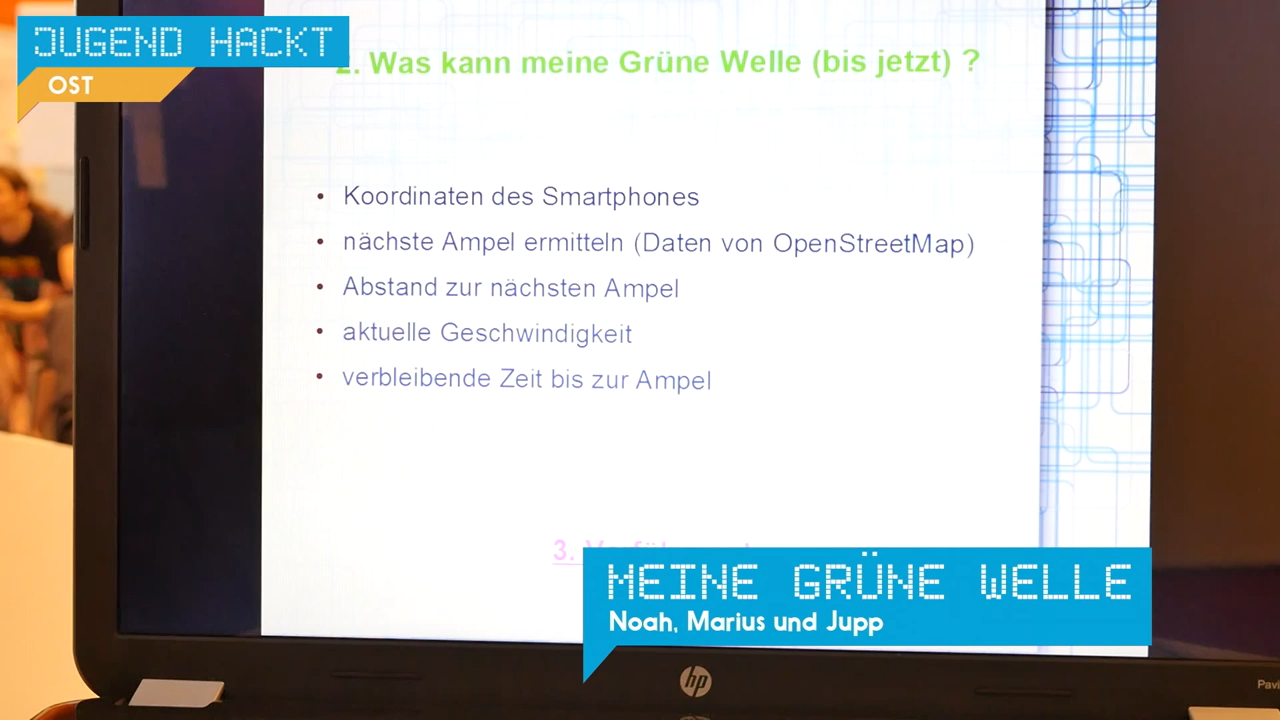 JUGEND HACKT
OST
2. Was kann meine Grüne Welle (bis jetzt) ?
• Koordinaten des Smartphones
• nächste Ampel ermitteln (Daten von OpenStreetMap)
• Abstand zur nächsten Ampel
• aktuelle Geschwindigkeit
• verbleibende Zeit bis zur Ampel
3.
MEINE GRÜNE WELLE
Noah, Marius und Jupp
hp
Pavi